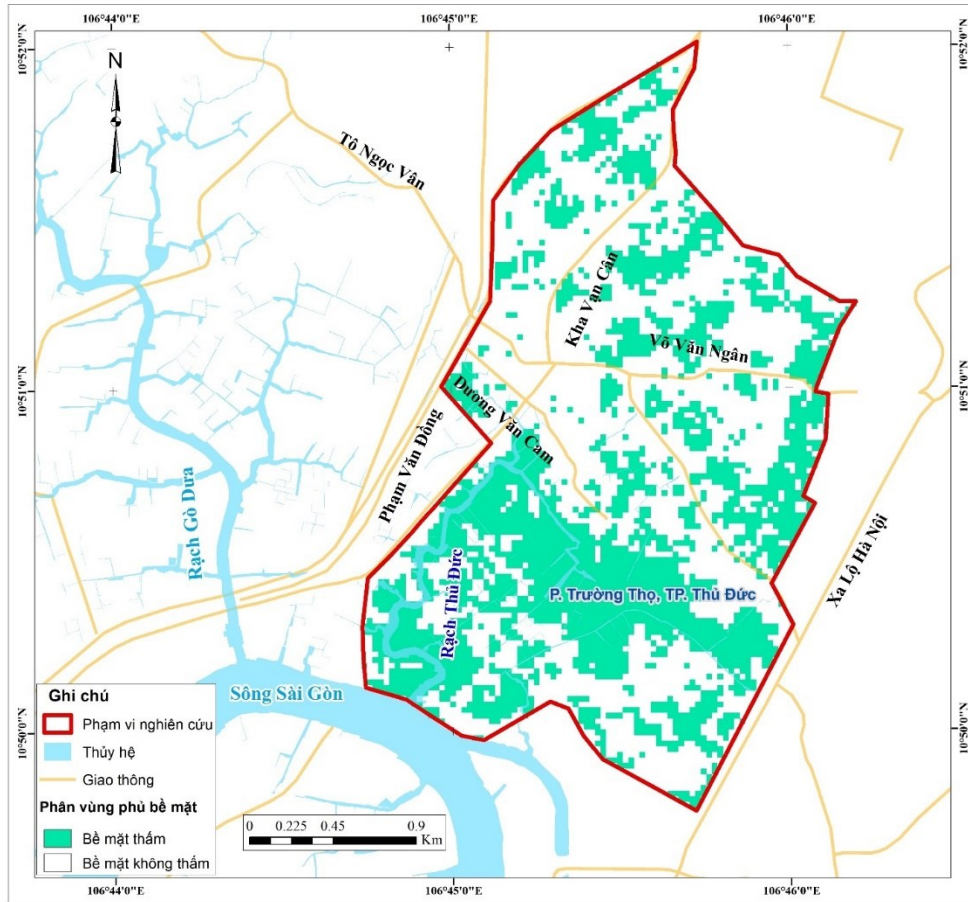 106°44'0"E
106°45'0"E
106°46'0"E
10°52'0"N
10°52'0"N
N
Tô Ngọc Vân
Kha Vạn Cân
Võ Văn Ngân
10°51'0"N
10°51'0"N
Dương Văn Cam
Phạm Văn Đồng
Rạch Gò Dưa
Rạch Thủ Đức
P. Trường Thọ, TP. Thủ Đức
Xa Lộ Hà Nội
Sông Sài Gòn
10°50'0"N
10°50'0"N
Ghi chú
Phạm vi nghiên cứu
Thủy hệ
Giao thông
Phân vùng phủ bề mặt
Bề mặt thấm
Bề mặt không thấm
0 0.225 0.45 0.9
Km
106°44'0"E
106°45'0"E
106°46'0"E